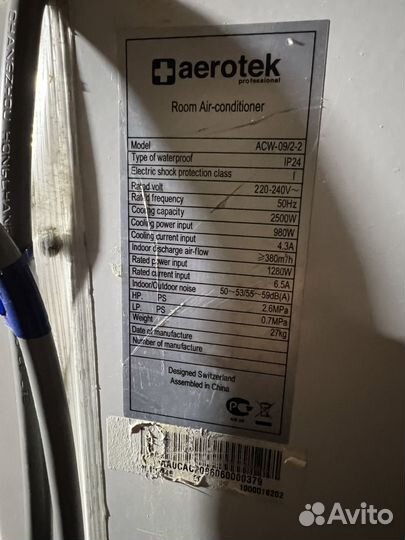 aerotek
professional
Room Air-conditioner
Model ACW-09/2-2
Type of waterproof IP24
Electric shock protection class I
Rated volt 220-240V~
Rated frequency 50Hz
Cooling capacity 2500W
Cooling power input 980W
Cooling current input 4.3A
Indoor discharge air-flow ≥380m³/h
Rated power input 1280W
Rated current input 6.5A
Indoor/Outdoor noise 50~53/55~59dB(A)
HP. PS 2.6MPa
LP. PS 0.7MPa
Weight 27kg
Date of manufacture
Number of manufacture
Designed Switzerland
Assembled in China
1000016202
Avito